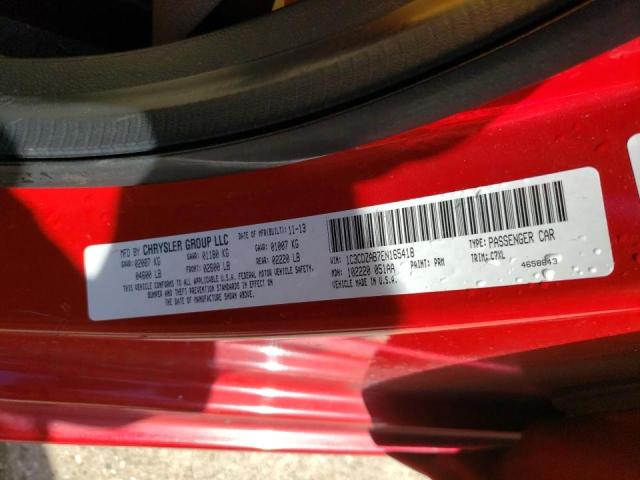 MFD BY CHRYSLER GROUP LLC DATE OF MFR(BUILT): 11-13
GVWR: 02087 KG GAWR: 01180 KG GAWR: 01007 KG
04600 LB FRONT: 02600 LB REAR: 02220 LB
THIS VEHICLE CONFORMS TO ALL APPLICABLE U.S.A. FEDERAL MOTOR VEHICLE SAFETY,
BUMPER AND THEFT PREVENTION STANDARDS IN EFFECT ON
THE DATE OF MANUFACTURE SHOWN ABOVE.
VIN: 1C3CDZAB7EN165418 TYPE: PASSENGER CAR
MDH: 102220 051AA PAINT: PRM TRIM: C7XL
VEHICLE MADE IN U.S.A. 4658843